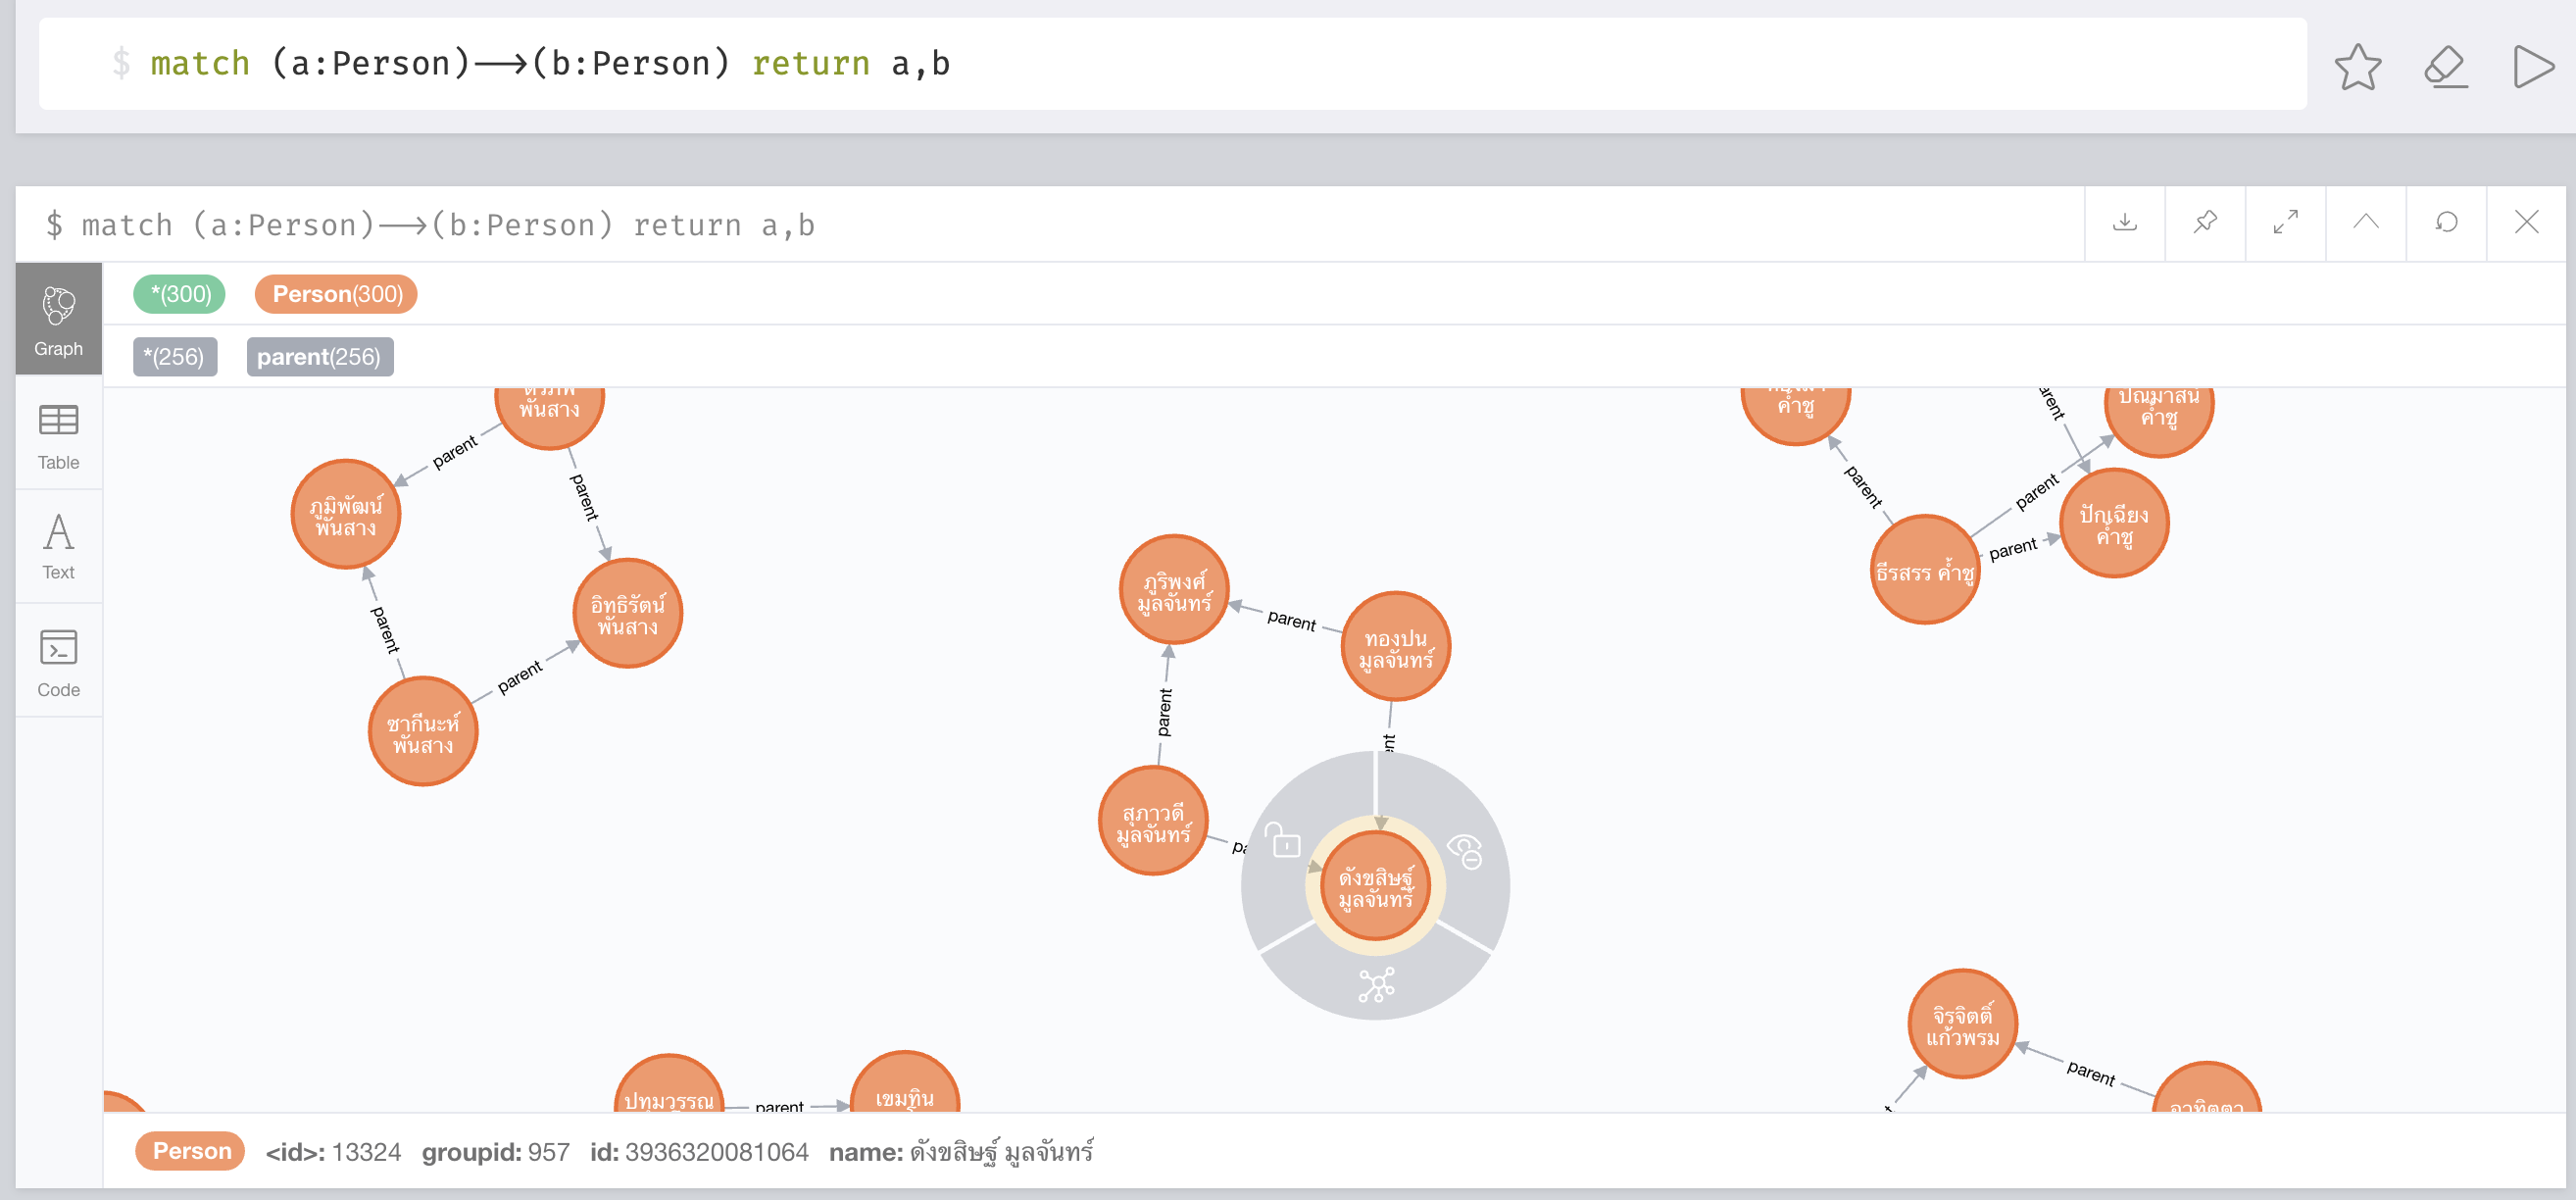 $ match (a:Person)-->(b:Person) return a,b
$ match (a:Person)-->(b:Person) return a,b
*(300) Person(300)
*(256) parent(256)
Graph
Table
Text
Code
พันสาง
parent
parent
ภูมิพัฒน์
พันสาง
อิทธิรัตน์
พันสาง
parent
parent
ซากีนะห์
พันสาง
ภูริพงศ์
มูลจันทร์
parent
ทองปน
มูลจันทร์
parent
สุภาวดี
มูลจันทร์
ดังขสิษฐ์
มูลจันทร์
ค้ำชู
ปัณมาสน์
ค้ำชู
parent
parent
parent
ปักเฉียง
ค้ำชู
ธีรสรร ค้ำชู
จิรจิตติ์
แก้วพรม
parent
ปทมวรรณ
parent
เขมทิน
Person <id>: 13324 groupid: 957 id: 3936320081064 name: ดังขสิษฐ์ มูลจันทร์